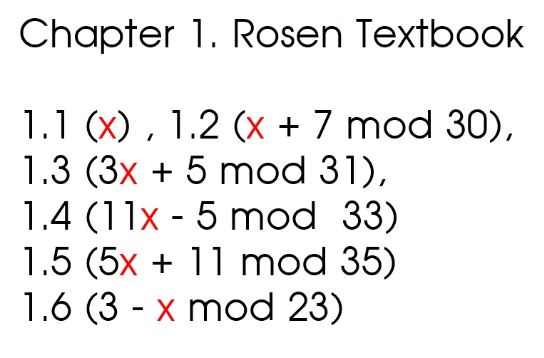 Chapter 1. Rosen Textbook
1.1 (x) , 1.2 (x + 7 mod 30),
1.3 (3x + 5 mod 31),
1.4 (11x - 5 mod 33)
1.5 (5x + 11 mod 35)
1.6 (3 - x mod 23)